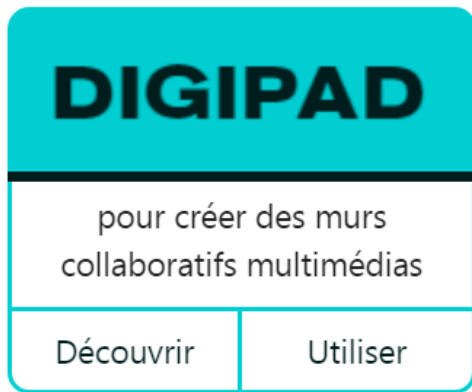 DIGIPAD
pour créer des murs
collaboratifs multimédias
Découvrir
Utiliser